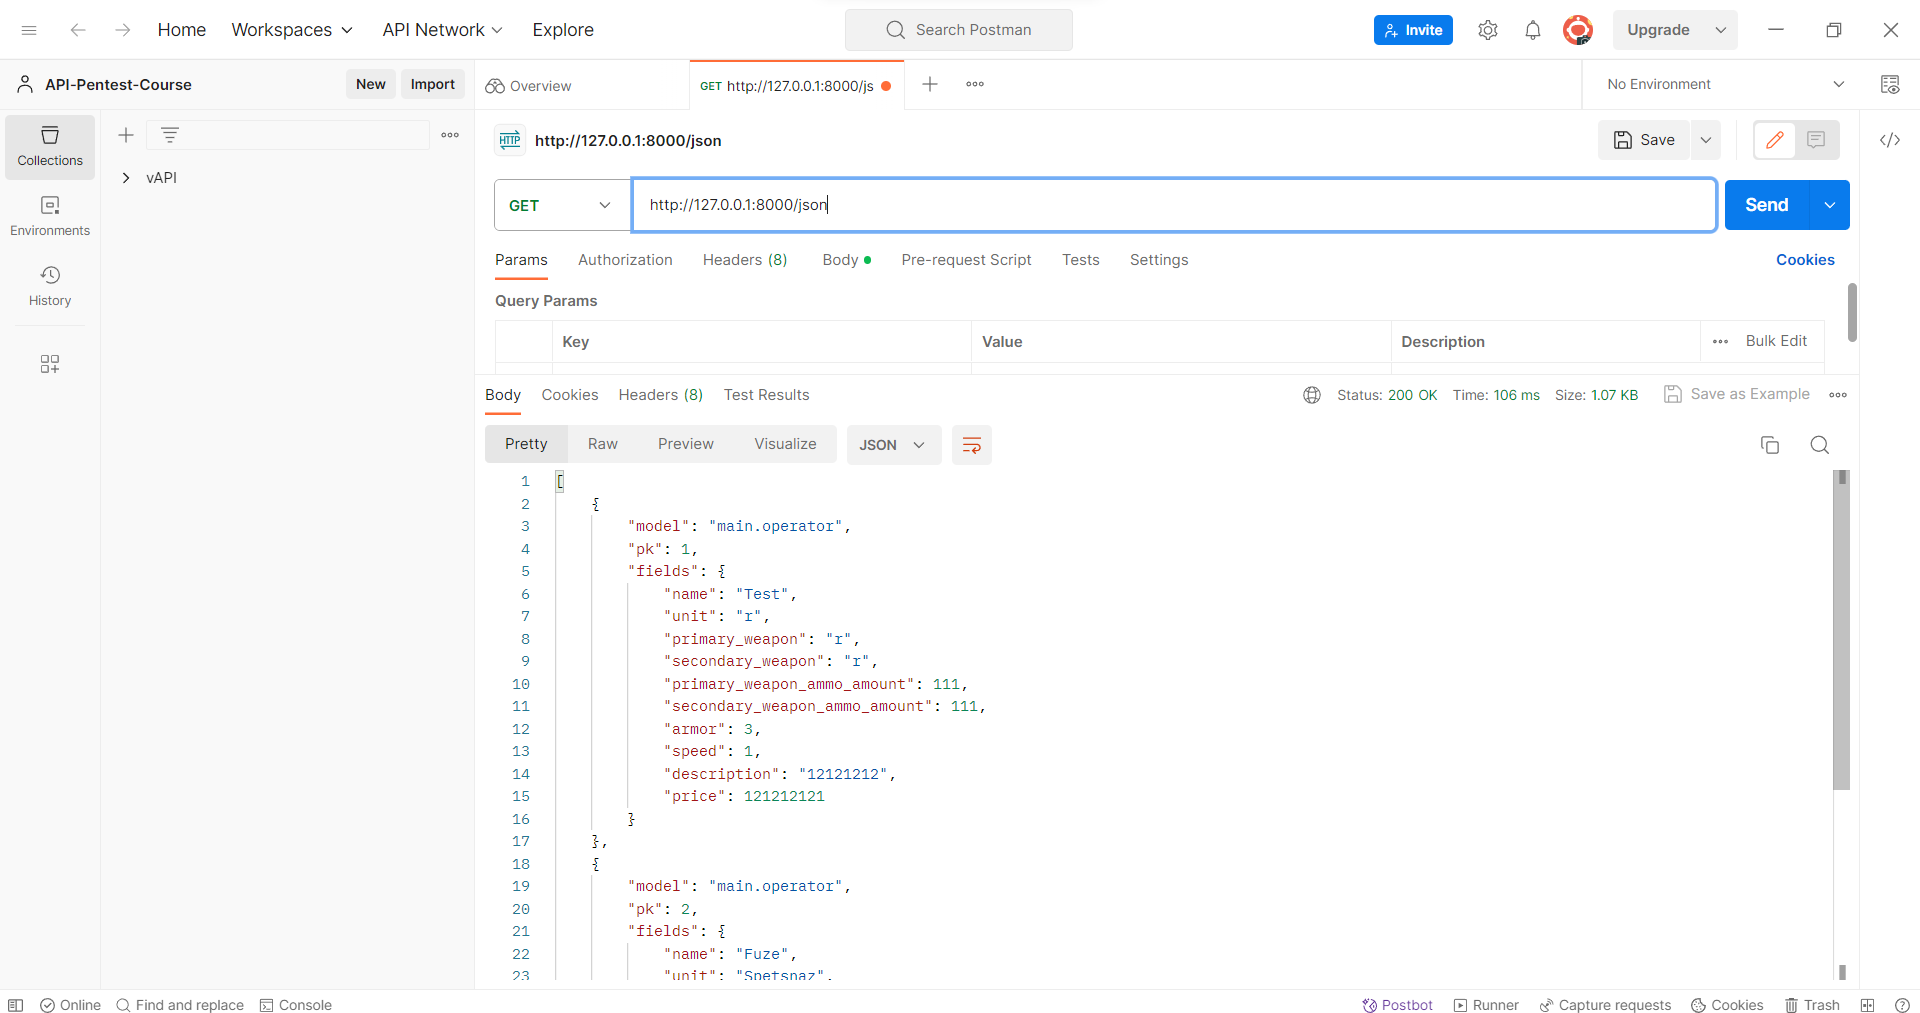 Home Workspaces API Network Explore Search Postman Invite Upgrade
API-Pentest-Course New Import Overview GET http://127.0.0.1:8000/js No Environment
HTTP http://127.0.0.1:8000/json Save
Collections
vAPI
Environments
History
GET http://127.0.0.1:8000/json Send
Params Authorization Headers (8) Body Pre-request Script Tests Settings Cookies
Query Params
Key Value Description Bulk Edit
Body Cookies Headers (8) Test Results Status: 200 OK Time: 106 ms Size: 1.07 KB Save as Example
Pretty Raw Preview Visualize JSON
1 [
2 {
3 "model": "main.operator",
4 "pk": 1,
5 "fields": {
6 "name": "Test",
7 "unit": "r",
8 "primary_weapon": "r",
9 "secondary_weapon": "r",
10 "primary_weapon_ammo_amount": 111,
11 "secondary_weapon_ammo_amount": 111,
12 "armor": 3,
13 "speed": 1,
14 "description": "12121212",
15 "price": 121212121
16 }
17 },
18 {
19 "model": "main.operator",
20 "pk": 2,
21 "fields": {
22 "name": "Fuze",
23 "unit": "Spetsnaz",
Online Find and replace Console Postbot Runner Capture requests Cookies Trash